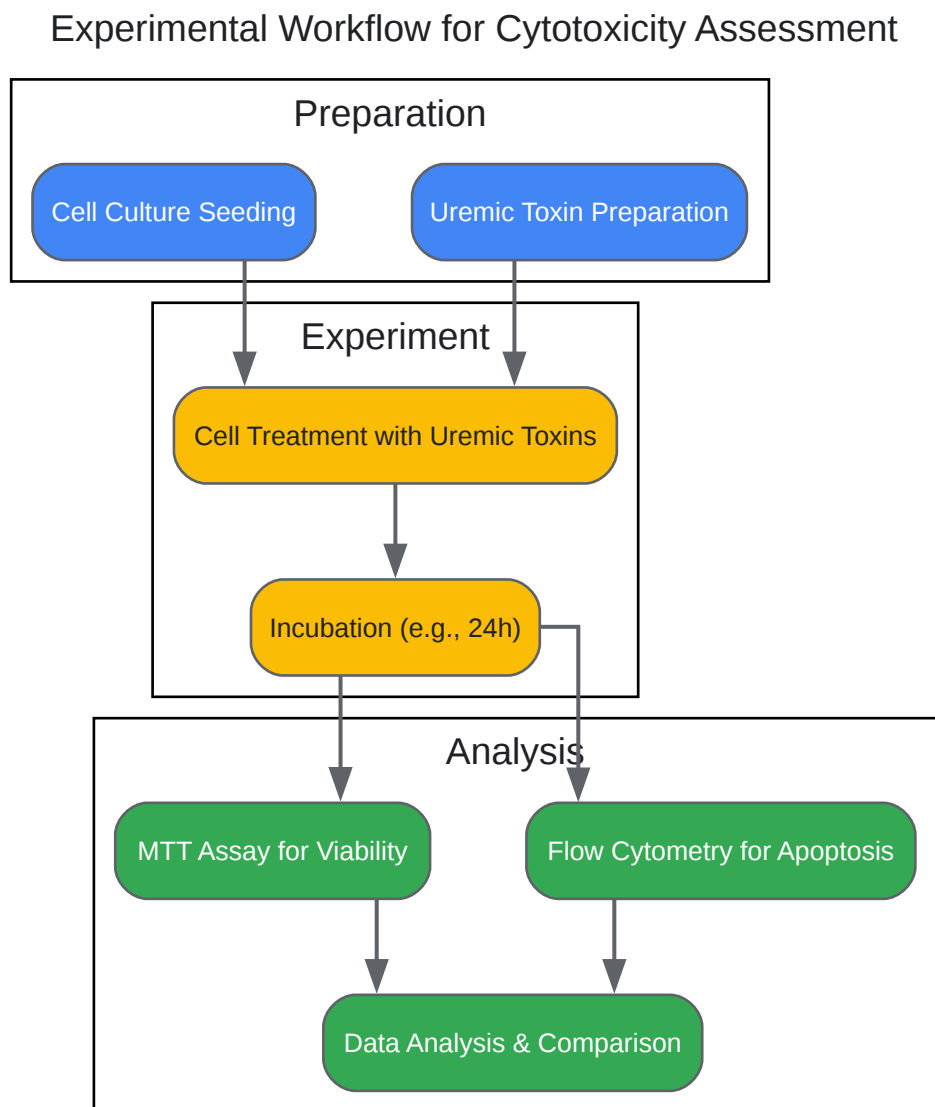 Experimental Workflow for Cytotoxicity Assessment
Preparation
Cell Culture Seeding
Uremic Toxin Preparation
Experiment
Cell Treatment with Uremic Toxins
Incubation (e.g., 24h)
Analysis
MTT Assay for Viability
Flow Cytometry for Apoptosis
Data Analysis & Comparison